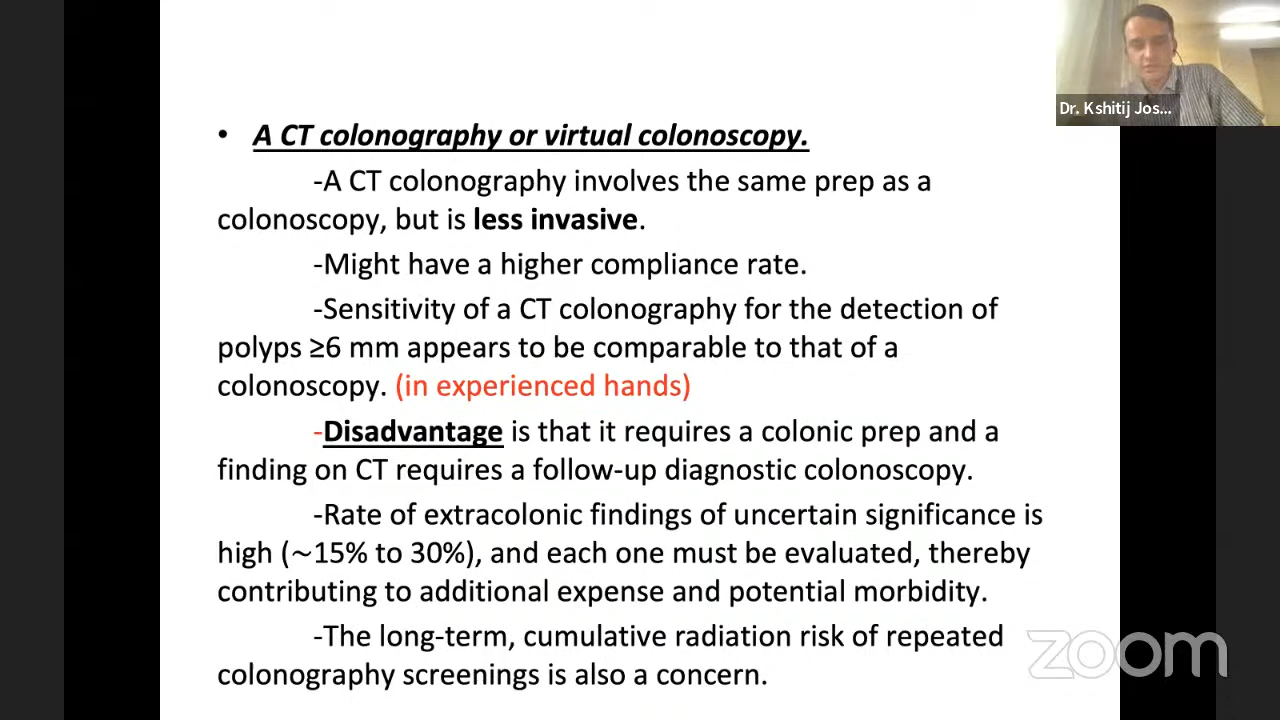 Dr. Kshitij Jos...
• A CT colonography or virtual colonoscopy.
-A CT colonography involves the same prep as a
colonoscopy, but is less invasive.
-Might have a higher compliance rate.
-Sensitivity of a CT colonography for the detection of
polyps ≥6 mm appears to be comparable to that of a
colonoscopy. (in experienced hands)
-Disadvantage is that it requires a colonic prep and a
finding on CT requires a follow-up diagnostic colonoscopy.
-Rate of extracolonic findings of uncertain significance is
high (~15% to 30%), and each one must be evaluated, thereby
contributing to additional expense and potential morbidity.
-The long-term, cumulative radiation risk of repeated
colonography screenings is also a concern.
zoom